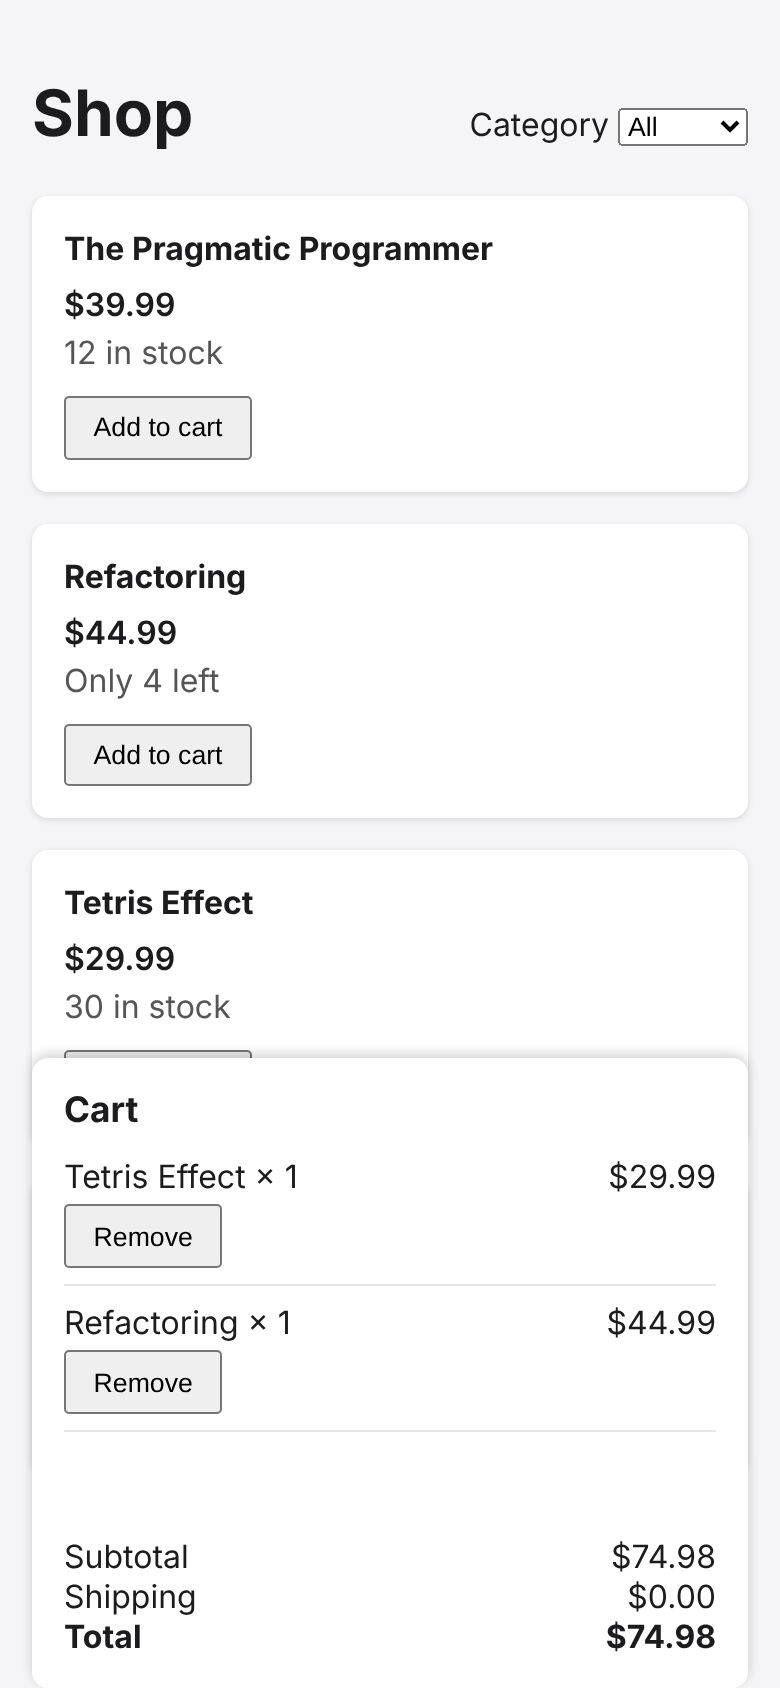 Shop
Category All
The Pragmatic Programmer
$39.99
12 in stock
Add to cart
Refactoring
$44.99
Only 4 left
Add to cart
Tetris Effect
$29.99
30 in stock
Cart
Tetris Effect × 1 $29.99
Remove
Refactoring × 1 $44.99
Remove
Subtotal $74.98
Shipping $0.00
Total $74.98